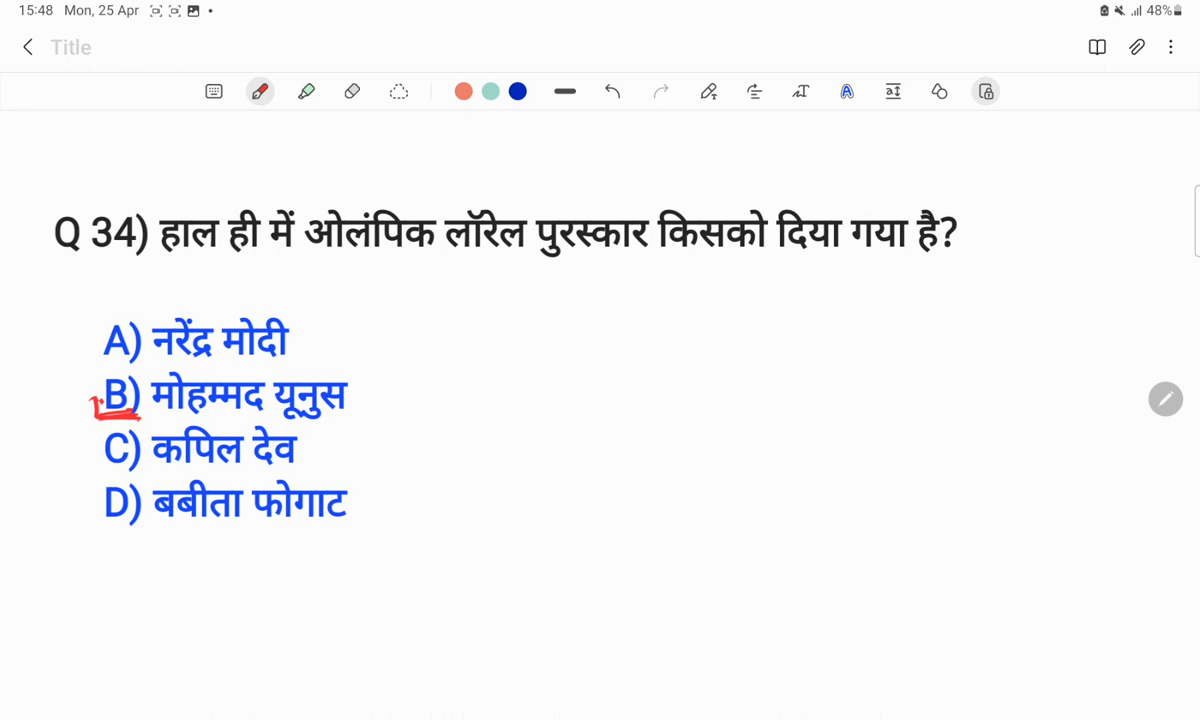 15:48 Mon, 25 Apr 48%
Title
Q 34) हाल ही में ओलंपिक लॉरेल पुरस्कार किसको दिया गया है?
A) नरेंद्र मोदी
B) मोहम्मद यूनुस
C) कपिल देव
D) बबीता फोगाट